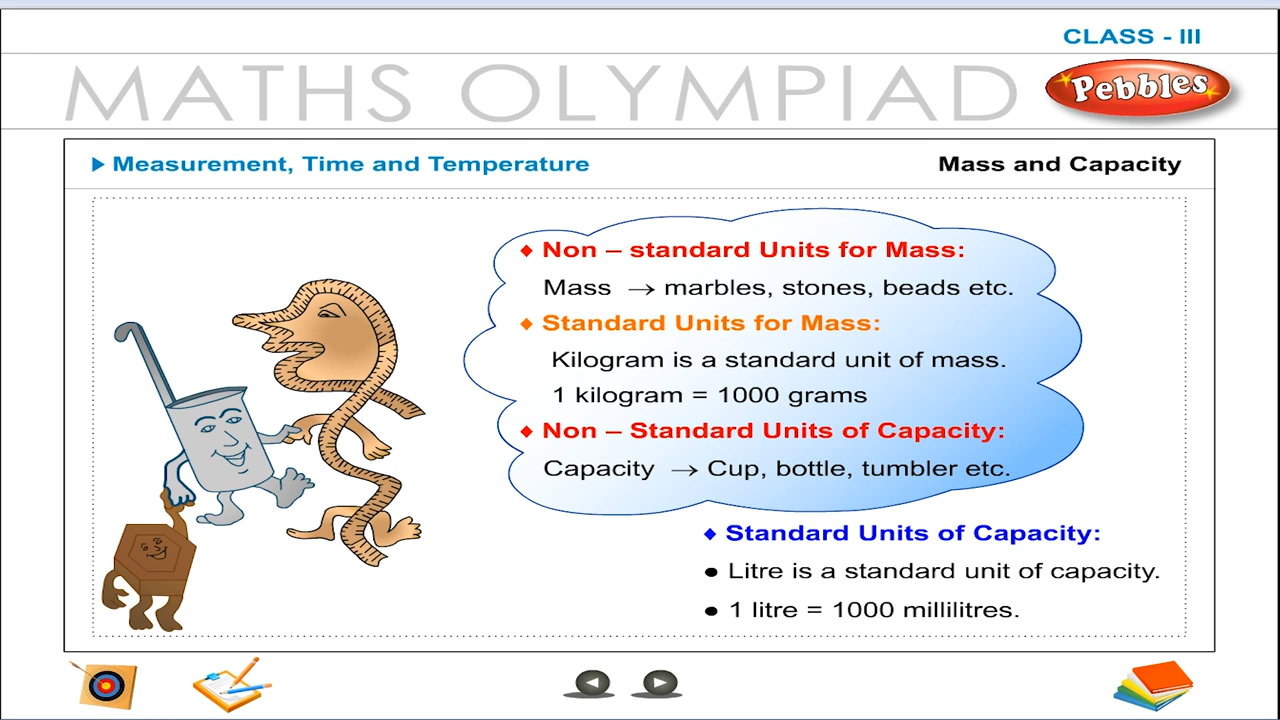 CLASS - III
MATHS OLYMPIAD
Pebbles
Measurement, Time and Temperature
Mass and Capacity
◆ Non – standard Units for Mass:
Mass → marbles, stones, beads etc.
◆ Standard Units for Mass:
Kilogram is a standard unit of mass.
1 kilogram = 1000 grams
◆ Non – Standard Units of Capacity:
Capacity → Cup, bottle, tumbler etc.
◆ Standard Units of Capacity:
● Litre is a standard unit of capacity.
● 1 litre = 1000 millilitres.